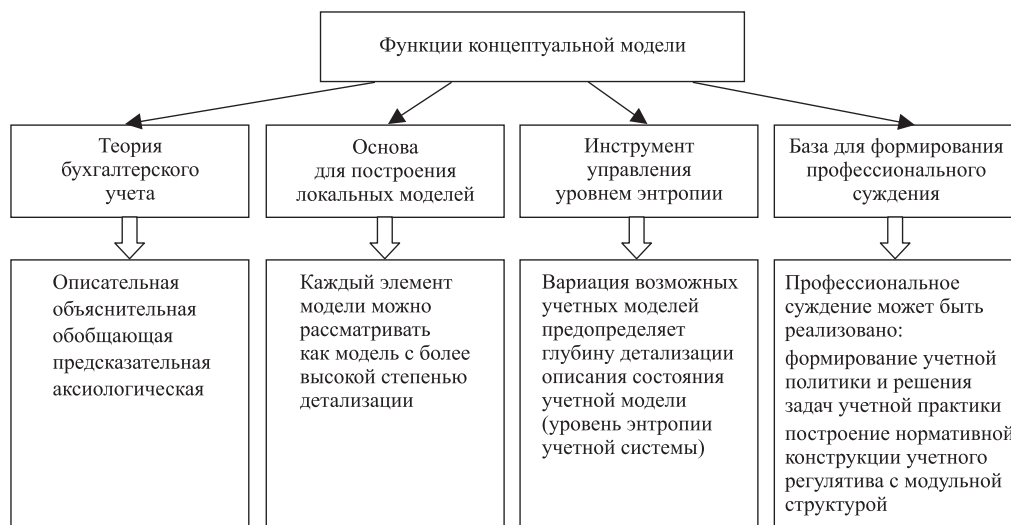 Функции концептуальной модели
Теория
бухгалтерского
учета
Основа
для построения
локальных моделей
Инструмент
управления
уровнем энтропии
База для формирования
профессионального
суждения
Описательная
объяснительная
обобщающая
предсказательная
аксиологическая
Каждый элемент
модели можно
рассматривать
как модель с более
высокой степенью
детализации
Вариация возможных
учетных моделей
предопределяет
глубину детализации
описания состояния
учетной модели
(уровень энтропии
учетной системы)
Профессиональное
суждение может быть
реализовано:
формирование учетной
политики и решения
задач учетной практики
построение нормативной
конструкции учетного
регулятива с модульной
структурой